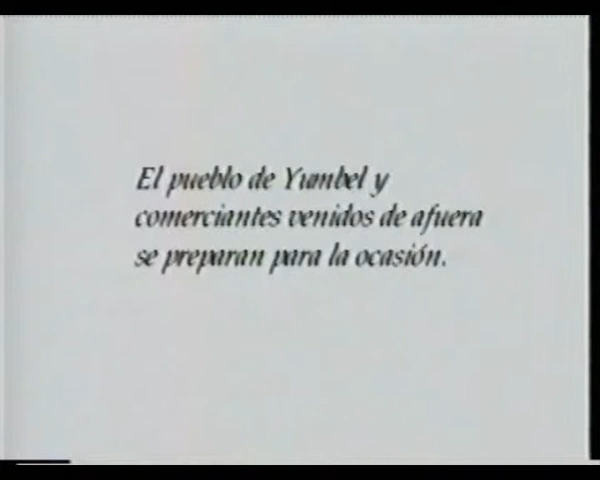 El pueblo de Yumbel y
comerciantes venidos de afuera
se preparan para la ocasión.